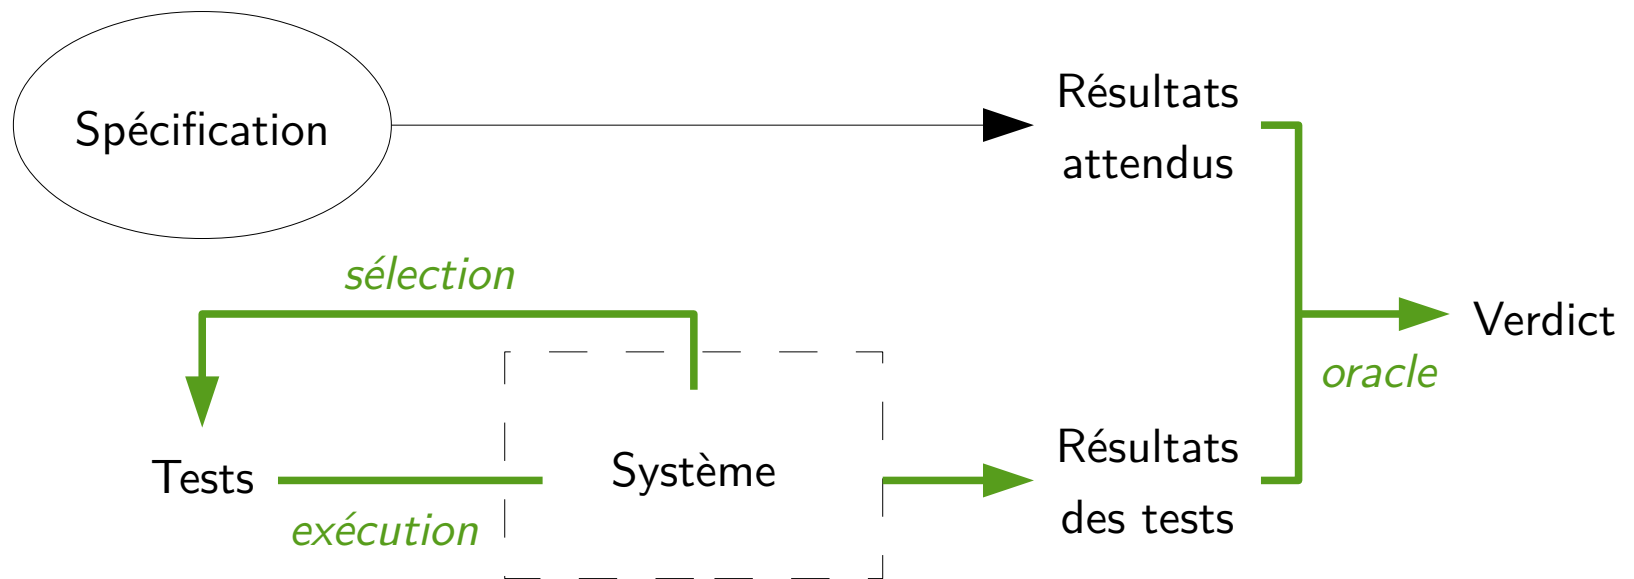 Spécification
Résultats
attendus
sélection
Verdict
oracle
Tests
exécution
Système
Résultats
des tests